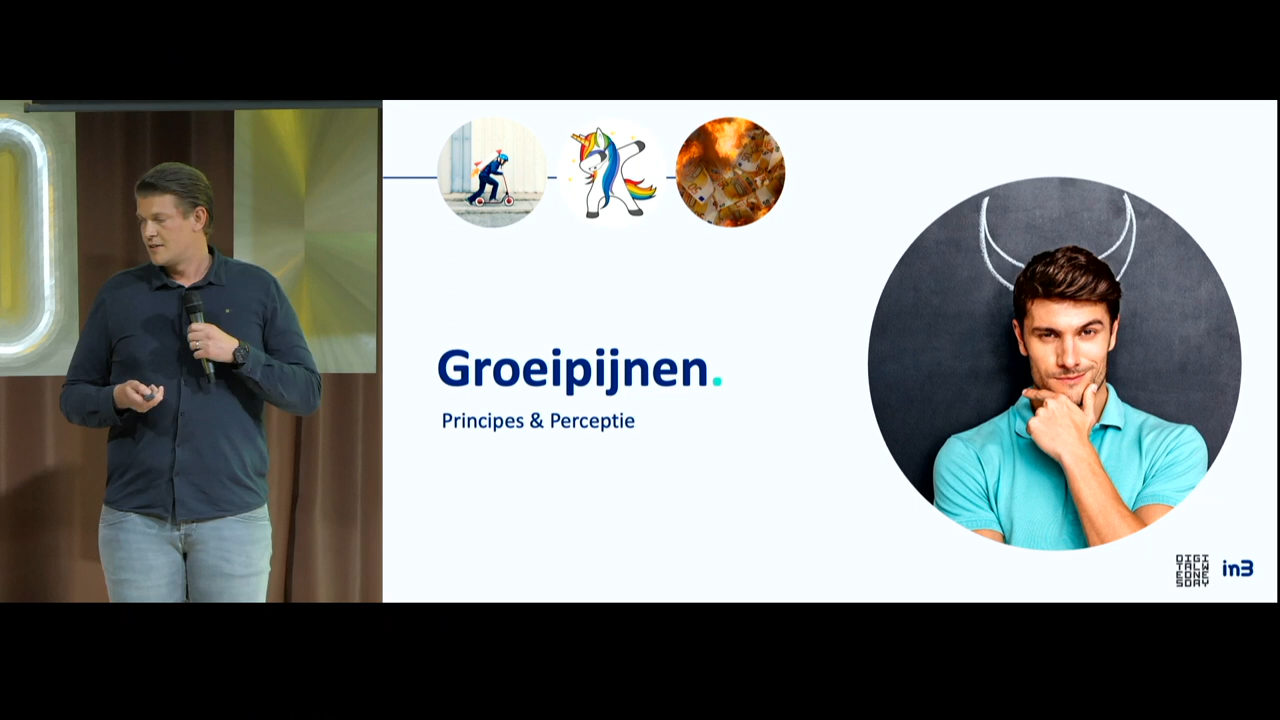 Groeipijnen.
Principes & Perceptie
DIGI
TALW
EDNE
SDAY
in3